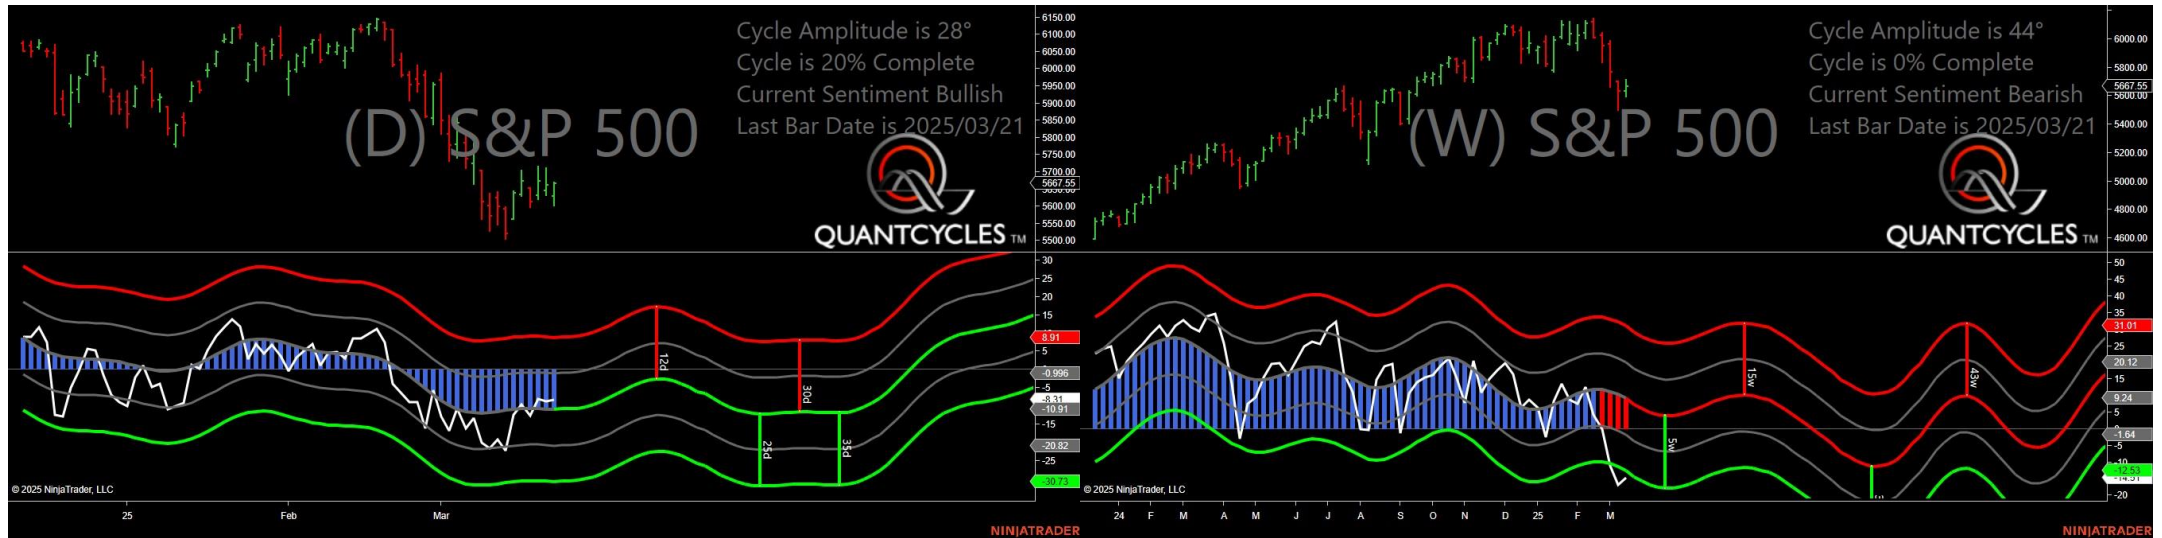 Cycle Amplitude is 28°
Cycle is 20% Complete
Current Sentiment Bullish
Last Bar Date is 2025/03/21
(D) S&P 500
QUANTCYCLES TM
6150.00
6100.00
6050.00
6000.00
5950.00
5900.00
5850.00
5800.00
5750.00
5700.00
5667.55
5600.00
5550.00
5500.00
30
25
20
15
8.91
5
-0.996
-5
-8.31
-10.91
-15
-20.82
-25
-30.73
12d
30d
25d
35d
© 2025 NinjaTrader, LLC
25 Feb Mar
NINJATRADER
Cycle Amplitude is 44°
Cycle is 0% Complete
Current Sentiment Bearish
Last Bar Date is 2025/03/21
(W) S&P 500
QUANTCYCLES TM
6000.00
5800.00
5667.55
5600.00
5400.00
5200.00
5000.00
4800.00
4600.00
50
45
40
35
31.01
25
20.12
15
9.24
5
-1.64
-5
-10
-12.53
-14.51
-20
15w
43w
5w
© 2025 NinjaTrader, LLC
24 F M A M J J A S O N D 25 F M
NINJATRADER